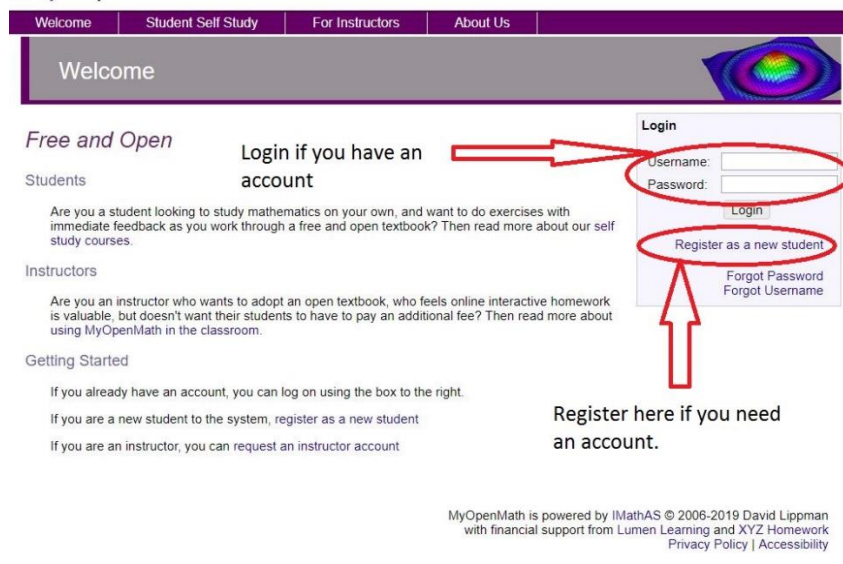 Welcome Student Self Study For Instructors About Us
Welcome
Free and Open
Login if you have an
account
Students
Are you a student looking to study mathematics on your own, and want to do exercises with
immediate feedback as you work through a free and open textbook? Then read more about our self
study courses.
Instructors
Are you an instructor who wants to adopt an open textbook, who feels online interactive homework
is valuable, but doesn't want their students to have to pay an additional fee? Then read more about
using MyOpenMath in the classroom.
Getting Started
If you already have an account, you can log on using the box to the right.
If you are a new student to the system, register as a new student
If you are an instructor, you can request an instructor account
Login
Username:
Password:
Login
Register as a new student
Forgot Password
Forgot Username
Register here if you need
an account.
MyOpenMath is powered by IMathAS © 2006-2019 David Lippman
with financial support from Lumen Learning and XYZ Homework
Privacy Policy | Accessibility